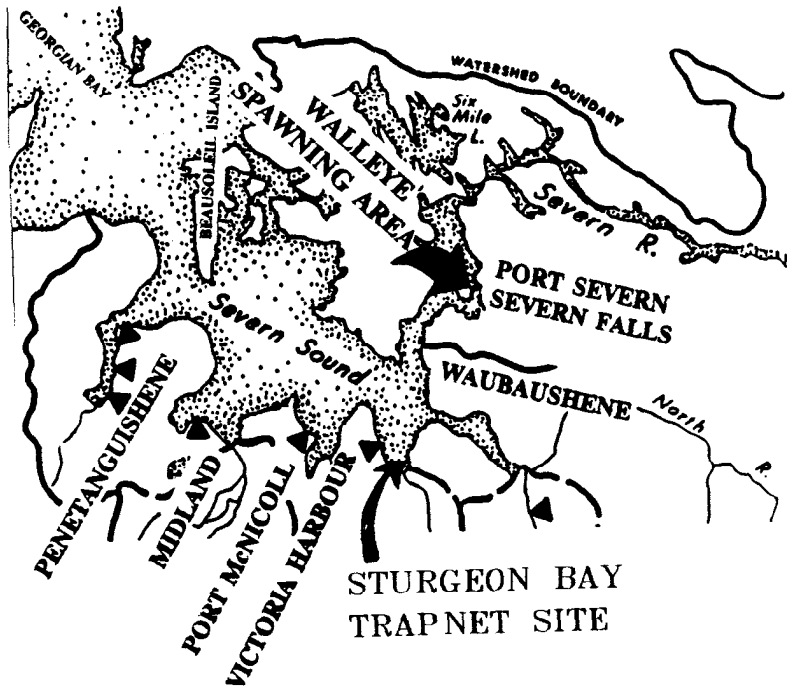 GEORGIAN BAY
BEAUSOLEIL ISLAND
WALLEYE
SPAWNING AREA
WATERSHED BOUNDARY
Six
Mile
L.
Severn R.
PORT SEVERN
SEVERN FALLS
Severn Sound
WAUBAUSHENE
North
R.
PENETANGUISHENE
MIDLAND
PORT McNICOLL
VICTORIA HARBOUR
STURGEON BAY
TRAPNET SITE